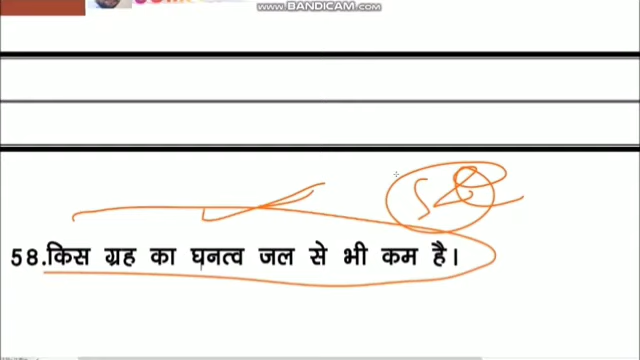 www.BANDICAM.com
58.किस ग्रह का घनत्व जल से भी कम है।